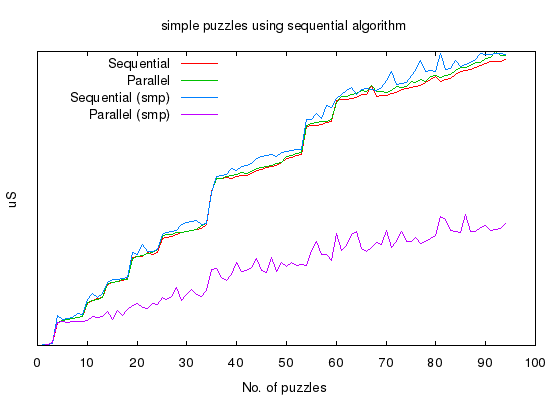 simple puzzles using sequential algorithm
Sequential
Parallel
Sequential (smp)
Parallel (smp)
uS
0 10 20 30 40 50 60 70 80 90 100
No. of puzzles